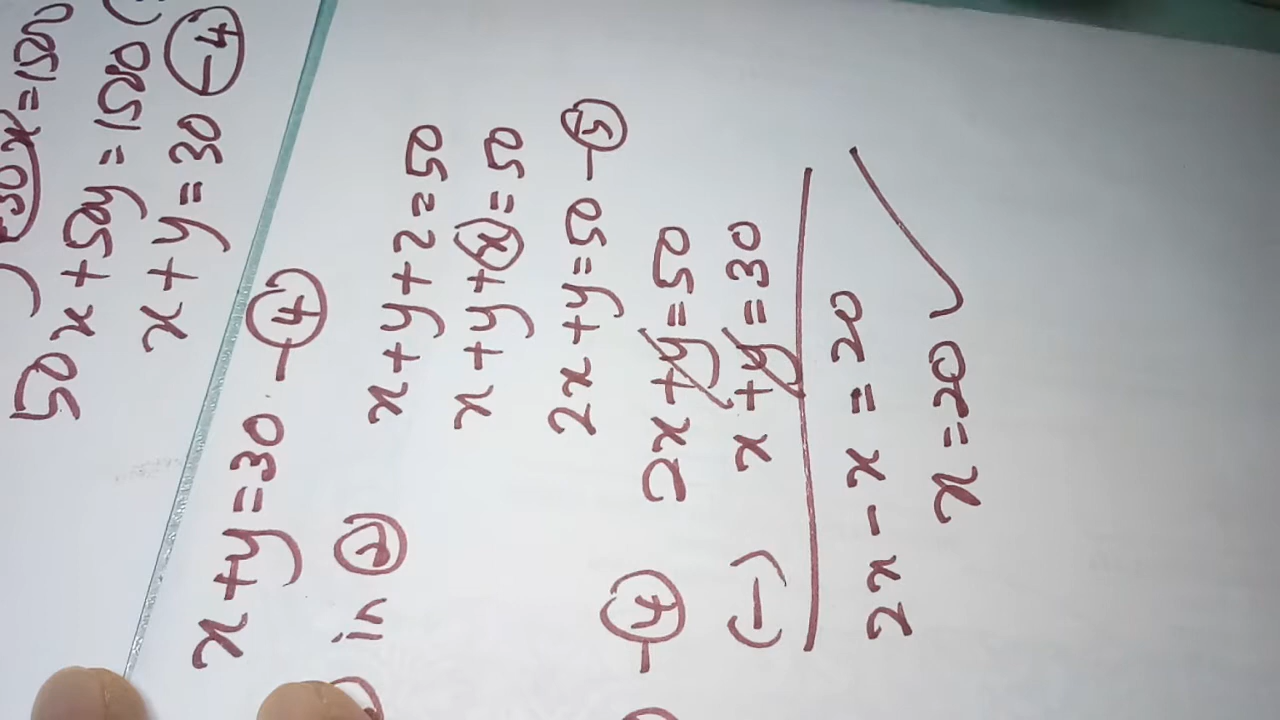 50x + 50y = 1500
x + y = 30 -4
x + y = 30 - 4
in 2
x + y + z = 50
x + y + x = 50
2x + y = 50 - 5
- 4
2x + y = 50
(-) x + y = 30
2x - x = 20
x = 20